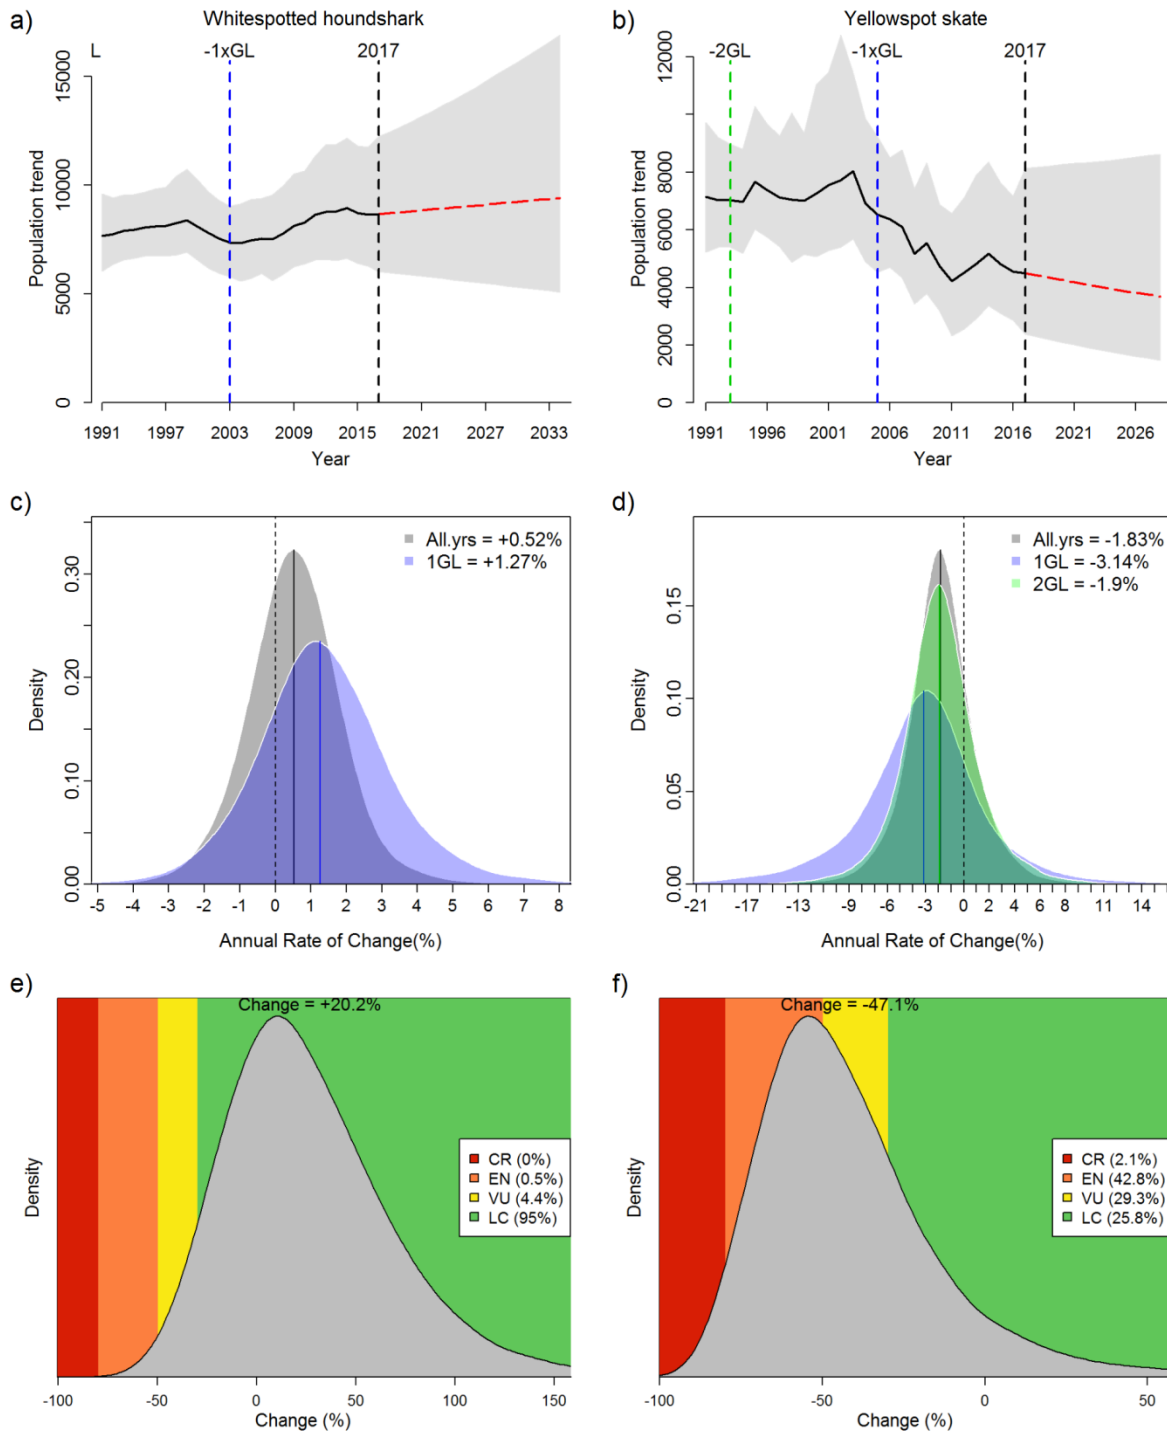 a)
Whitespotted houndshark
L
-1xGL
2017
Population trend
0
5000
10000
15000
1991 1997 2003 2009 2015 2021 2027 2033
Year
b)
Yellowspot skate
-2GL
-1xGL
2017
Population trend
0
2000
4000
6000
8000
12000
1991 1996 2001 2006 2011 2016 2021 2026
Year
c)
All.yrs = +0.52%
1GL = +1.27%
Density
0.00
0.10
0.20
0.30
-5 -4 -3 -2 -1 0 1 2 3 4 5 6 7 8
Annual Rate of Change(%)
d)
All.yrs = -1.83%
1GL = -3.14%
2GL = -1.9%
Density
0.00
0.05
0.10
0.15
-21 -17 -13 -9 -6 -3 0 2 4 6 8 11 14
Annual Rate of Change(%)
e)
Change = +20.2%
CR (0%)
EN (0.5%)
VU (4.4%)
LC (95%)
Density
-100 -50 0 50 100 150
Change (%)
f)
Change = -47.1%
CR (2.1%)
EN (42.8%)
VU (29.3%)
LC (25.8%)
Density
-100 -50 0 50
Change (%)